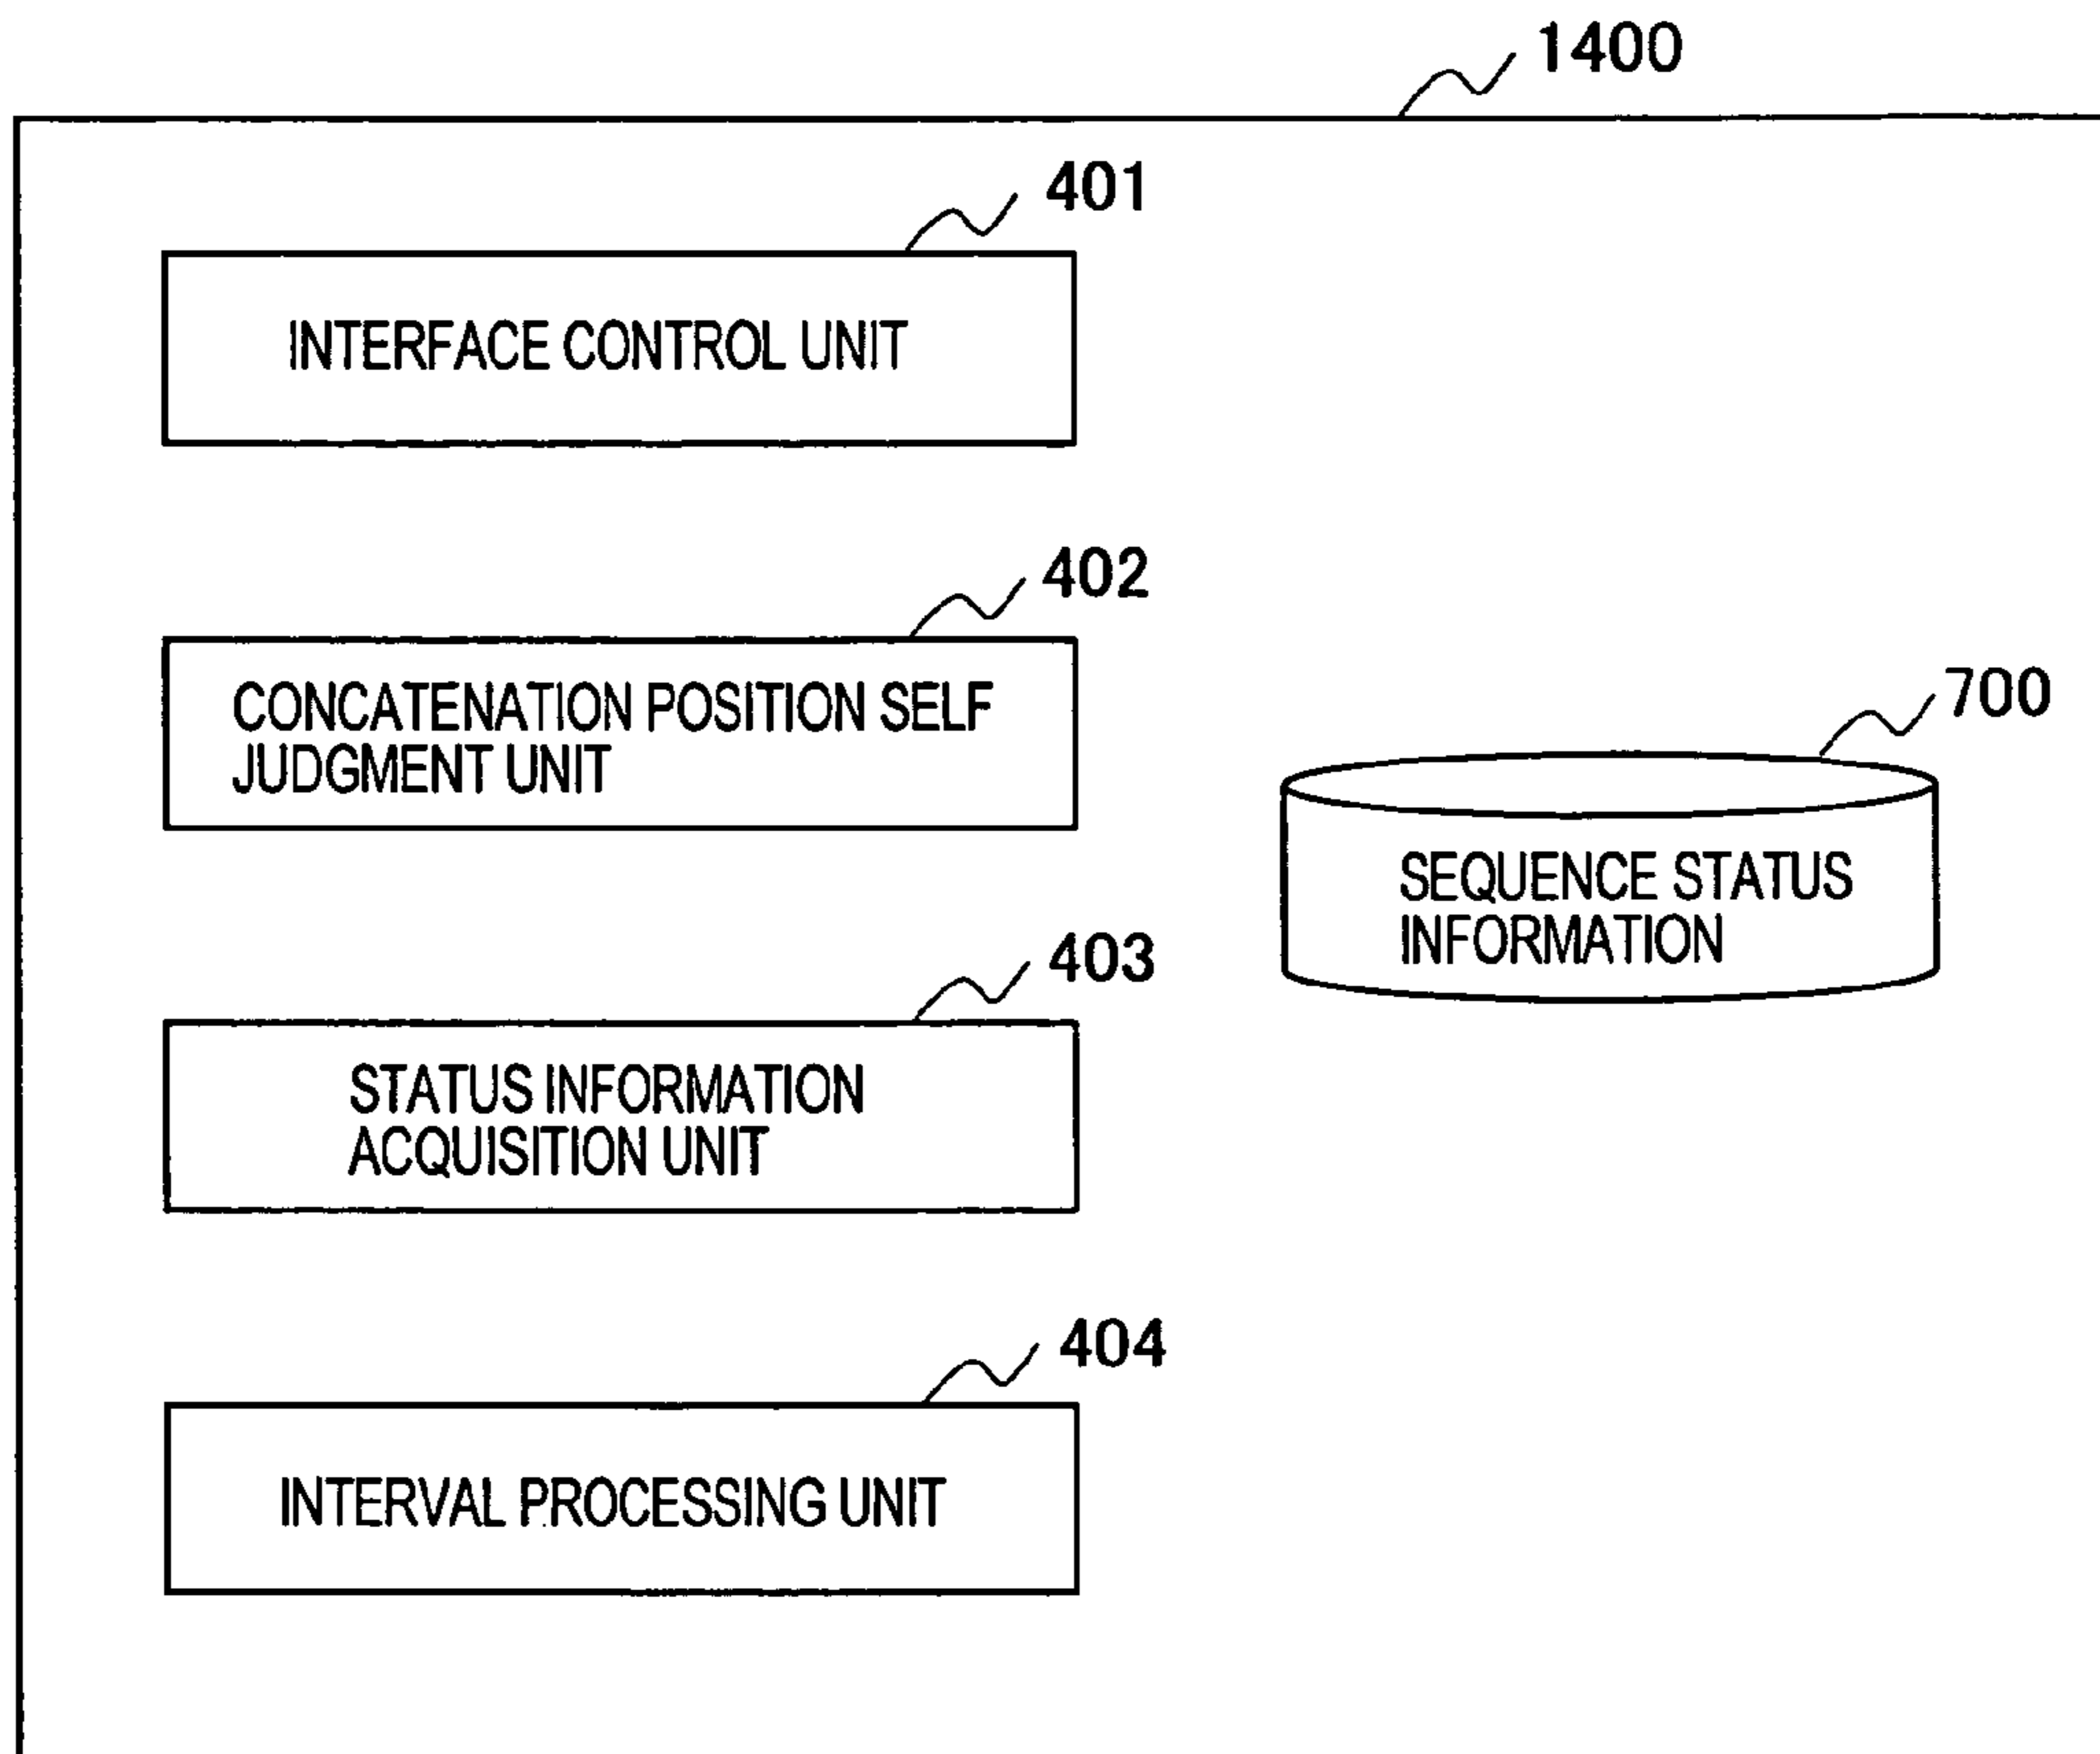 1400
401
INTERFACE CONTROL UNIT
402
CONCATENATION POSITION SELF
JUDGMENT UNIT
700
SEQUENCE STATUS
INFORMATION
403
STATUS INFORMATION
ACQUISITION UNIT
404
INTERVAL PROCESSING UNIT